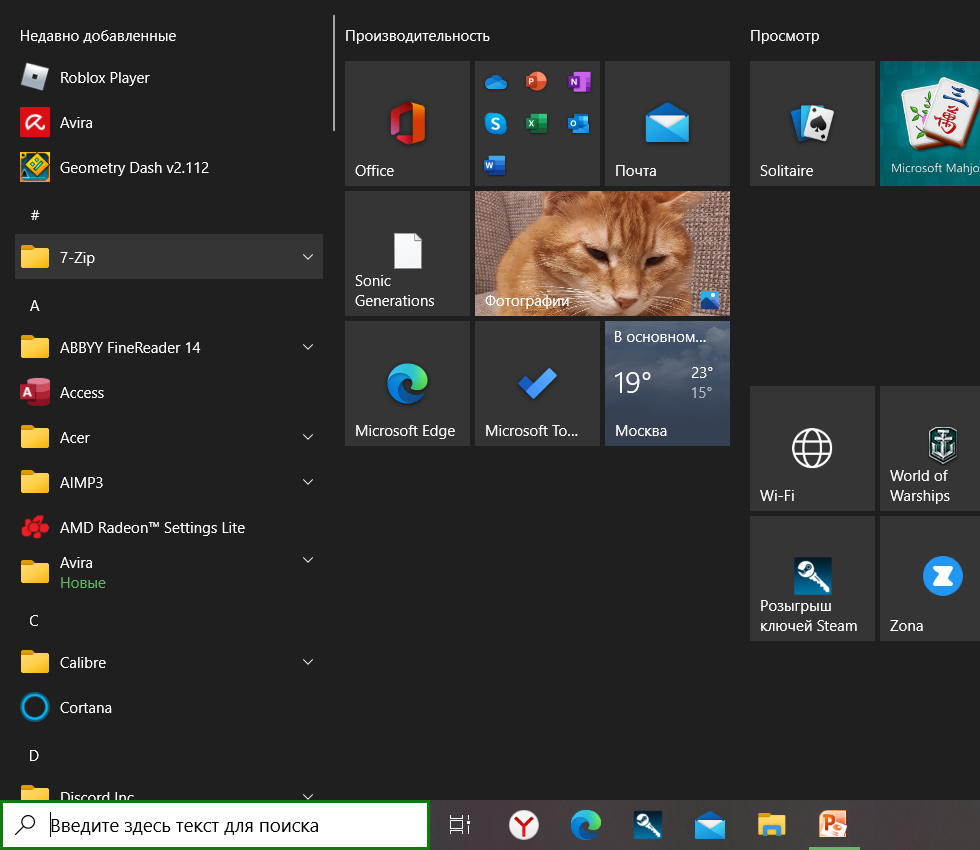 Недавно добавленные
Roblox Player
Avira
Geometry Dash v2.112
#
7-Zip
A
ABBYY FineReader 14
Access
Acer
AIMP3
AMD Radeon™ Settings Lite
Avira
Новые
C
Calibre
Cortana
D
Discord Inc
Производительность
Office
Почта
Sonic
Generations
Фотографии
Microsoft Edge
Microsoft To...
В основном...
19°
23°
15°
Москва
Просмотр
Solitaire
Microsoft Mahjo
Wi-Fi
World of
Warships
Розыгрыш
ключей Steam
Zona
Введите здесь текст для поиска